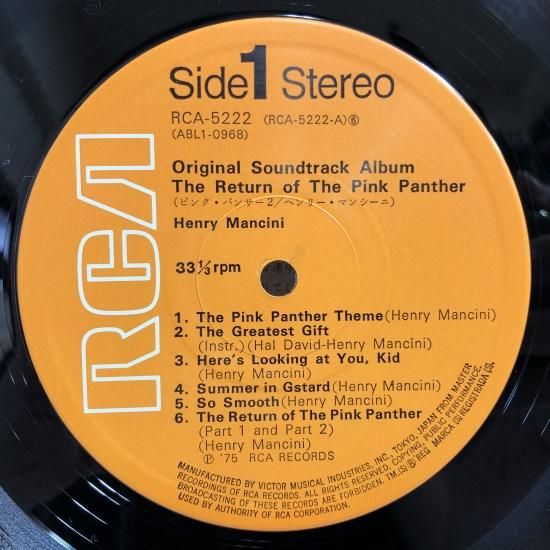 Side 1 Stereo
RCA-5222 (RCA-5222-A)Ⓑ
(ABL1-0968)
Original Soundtrack Album
The Return of The Pink Panther
(ピンク・パンサー2/ヘンリー・マンシーニ)
Henry Mancini
33 1/3 rpm
1. The Pink Panther Theme(Henry Mancini)
2. The Greatest Gift
(Instr.)(Hal David-Henry Mancini)
3. Here's Looking at You, Kid
(Henry Mancini)
4. Summer in Gstard(Henry Mancini)
5. So Smooth(Henry Mancini)
6. The Return of The Pink Panther
(Part 1 and Part 2)
(Henry Mancini)
Ⓟ '75 RCA RECORDS
RCA
MANUFACTURED BY VICTOR MUSICAL INDUSTRIES, INC., TOKYO, JAPAN FROM MASTER
RECORDINGS OF RCA RECORDS. ALL RIGHTS RESERVED. COPYING, PUBLIC PERFORMANCE,
BROADCASTING OF THESE RECORDS ARE FORBIDDEN. TM.(S) ® REG MARCA (S) REGISTRADA (S).
USED BY AUTHORITY OF RCA CORPORATION.